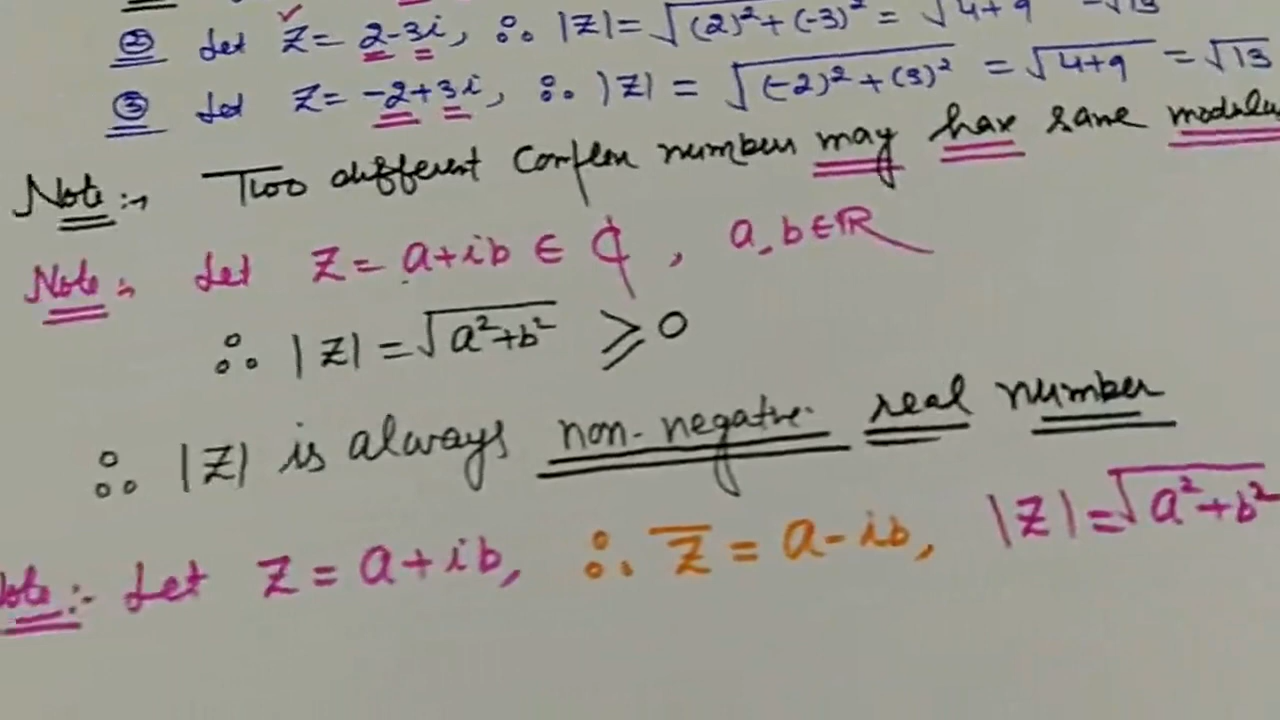 ② Let z = 2-3i, ∴ |z| = √(2)²+(-3)² = √4+9 = √13
③ Let z = -2+3i, ∴ |z| = √(-2)²+(3)² = √4+9 = √13
Note:→ Two different Complex numbers may have same modulus
Note:→ Let z = a+ib ∈ ℂ, a,b∈ℝ
∴ |z| = √a²+b² ≥ 0
∴ |z| is always non-negative real number
Note:- Let z = a+ib, ∴ z̅ = a-ib, |z| = √a²+b²